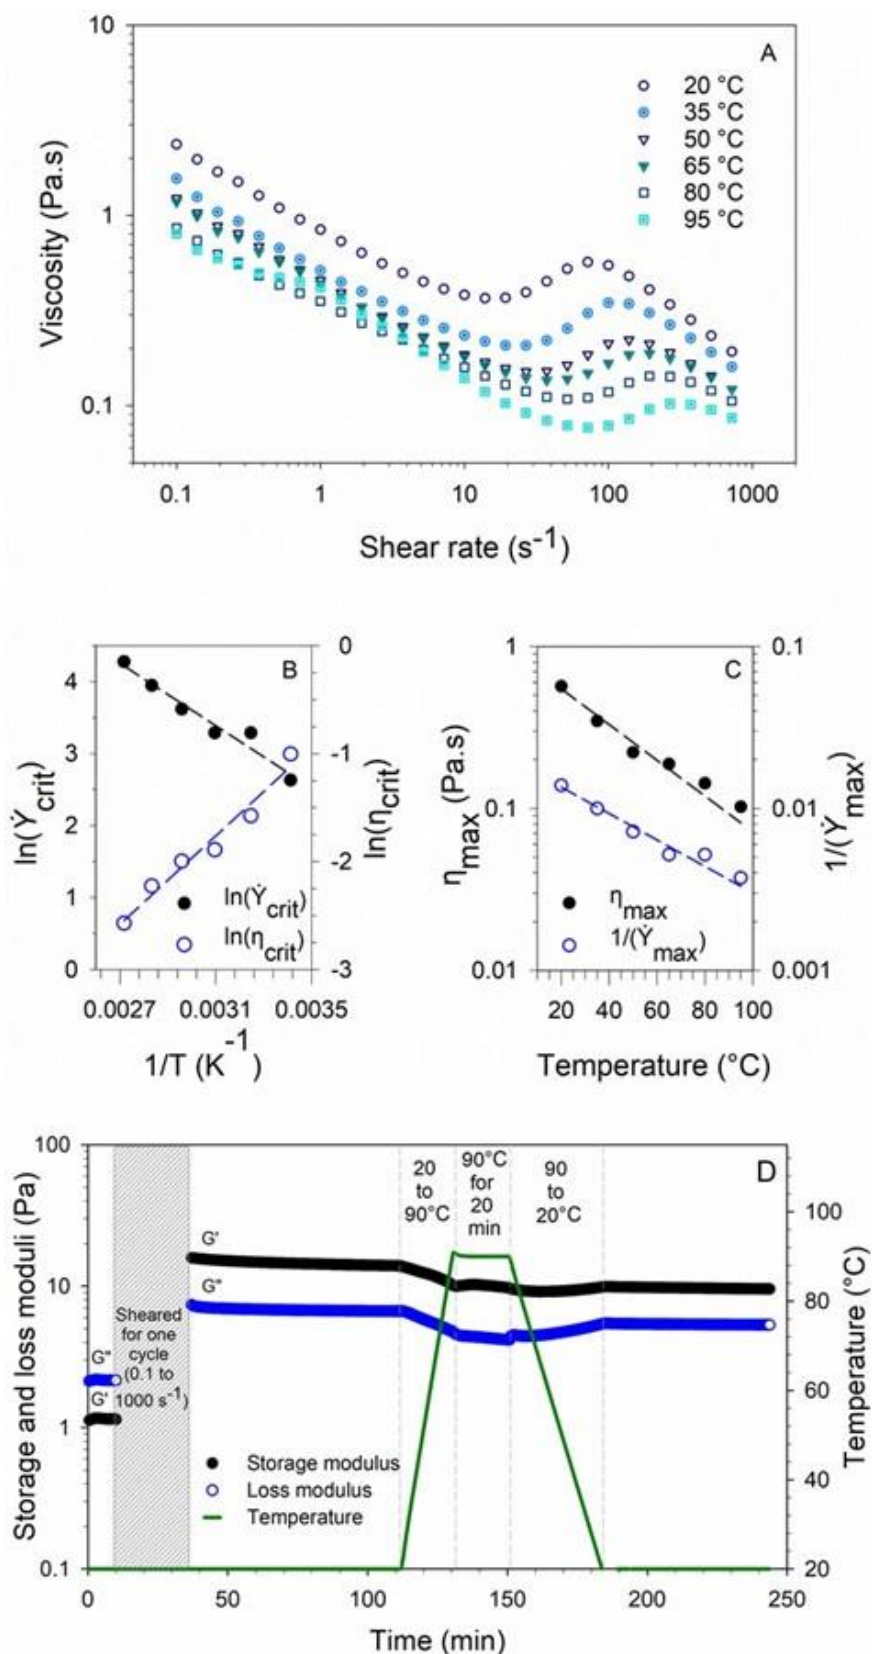 A
10
1
0.1
Viscosity (Pa.s)
20 °C
35 °C
50 °C
65 °C
80 °C
95 °C
0.1 1 10 100 1000
Shear rate (s-1)
B
4
3
2
1
0
ln(Ẏcrit)
0
-1
-2
-3
ln(ηcrit)
ln(Ẏcrit)
ln(ηcrit)
0.0027 0.0031 0.0035
1/T (K-1)
C
1
0.1
0.01
ηmax (Pa.s)
0.1
0.01
0.001
1/(Ẏmax)
ηmax
1/(Ẏmax)
20 40 60 80 100
Temperature (°C)
D
100
10
1
0.1
Storage and loss moduli (Pa)
G"
G'
Sheared
for one
cycle
(0.1 to
1000 s-1)
G'
G"
20
to
90°C
90°C
for
20
min
90
to
20°C
Storage modulus
Loss modulus
Temperature
100
80
60
40
20
Temperature (°C)
0 50 100 150 200 250
Time (min)